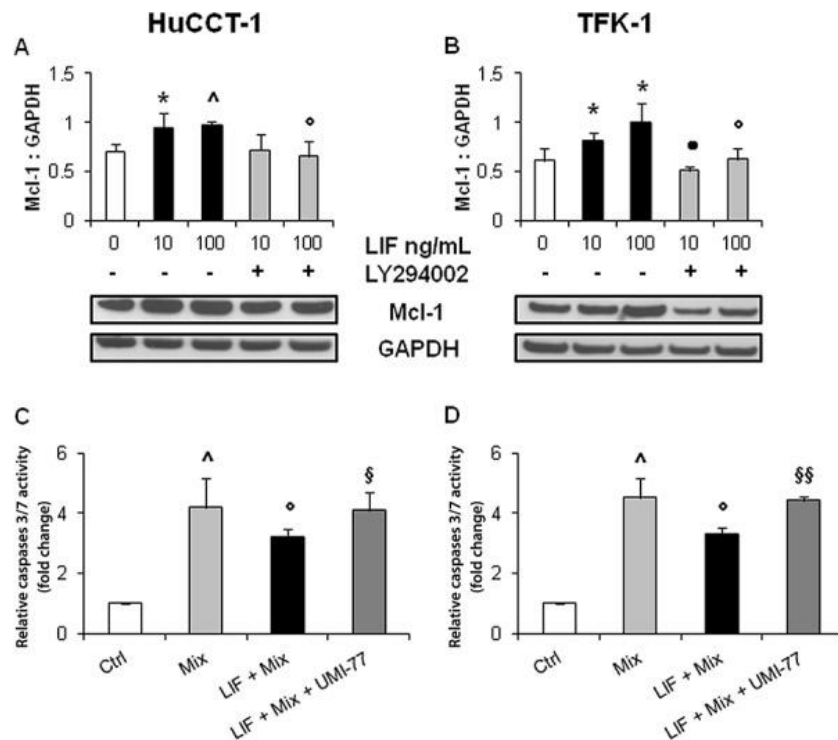 HuCCT-1
TFK-1
A
Mcl-1 : GAPDH
1.5
1
0.5
0
*
^
°
0 10 100 10 100
- - - + +
LIF ng/mL
LY294002
Mcl-1
GAPDH
B
Mcl-1 : GAPDH
1.5
1
0.5
0
*
*
•
°
0 10 100 10 100
- - - + +
C
Relative caspases 3/7 activity
(fold change)
6
4
2
0
^
°
§
Ctrl
Mix
LIF + Mix
LIF + Mix + UMI-77
D
Relative caspases 3/7 activity
(fold change)
6
4
2
0
^
°
§§
Ctrl
Mix
LIF + Mix
LIF + Mix + UMI-77